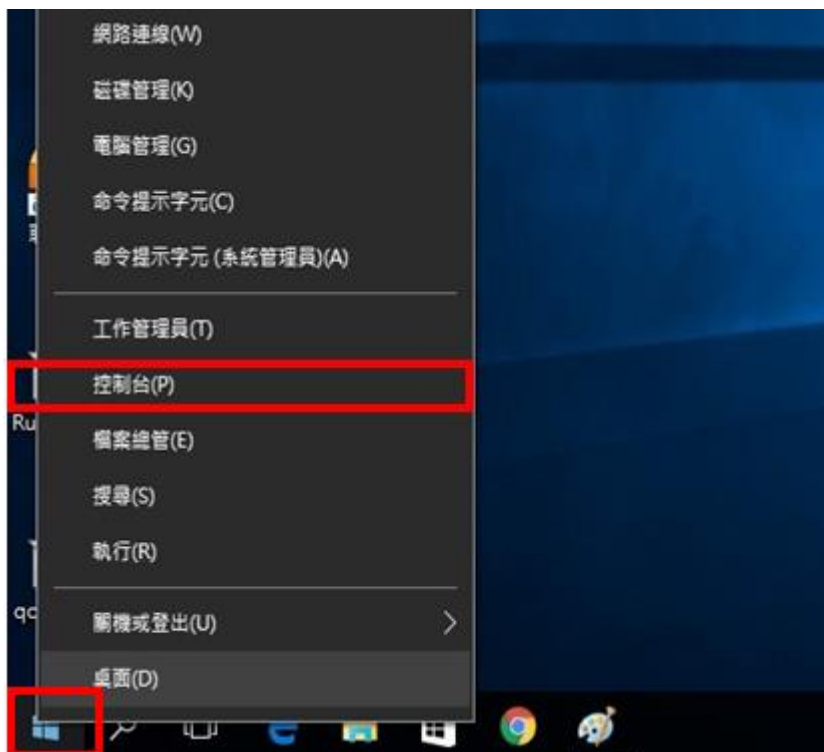 網路連線(W)
磁碟管理(K)
電腦管理(G)
命令提示字元(C)
命令提示字元 (系統管理員)(A)
工作管理員(T)
控制台(P)
Ru
檔案總管(E)
搜尋(S)
執行(R)
qc
關機或登出(U)
桌面(D)